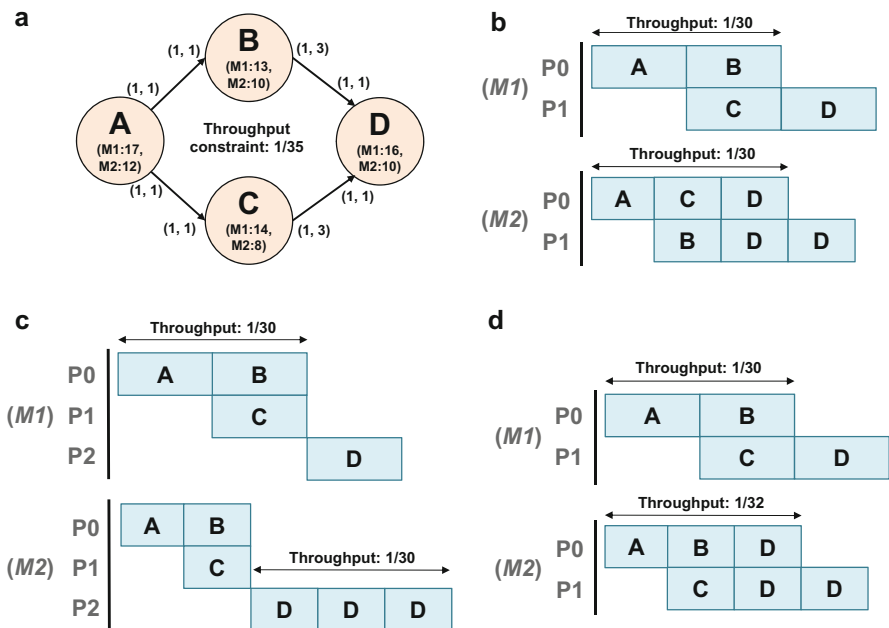 a
B
(M1:13,
M2:10)
(1, 1)
(1, 3)
(1, 1)
(1, 1)
A
(M1:17,
M2:12)
Throughput
constraint: 1/35
D
(M1:16,
M2:10)
(1, 1)
(1, 1)
(1, 1)
(1, 3)
C
(M1:14,
M2:8)
b
Throughput: 1/30
(M1)
P0 A B
P1 C D
Throughput: 1/30
(M2)
P0 A C D
P1 B D D
c
Throughput: 1/30
P0 A B
(M1) P1 C
P2 D
P0 A B
(M2) P1 C
Throughput: 1/30
P2 D D D
d
Throughput: 1/30
(M1)
P0 A B
P1 C D
Throughput: 1/32
(M2)
P0 A B D
P1 C D D